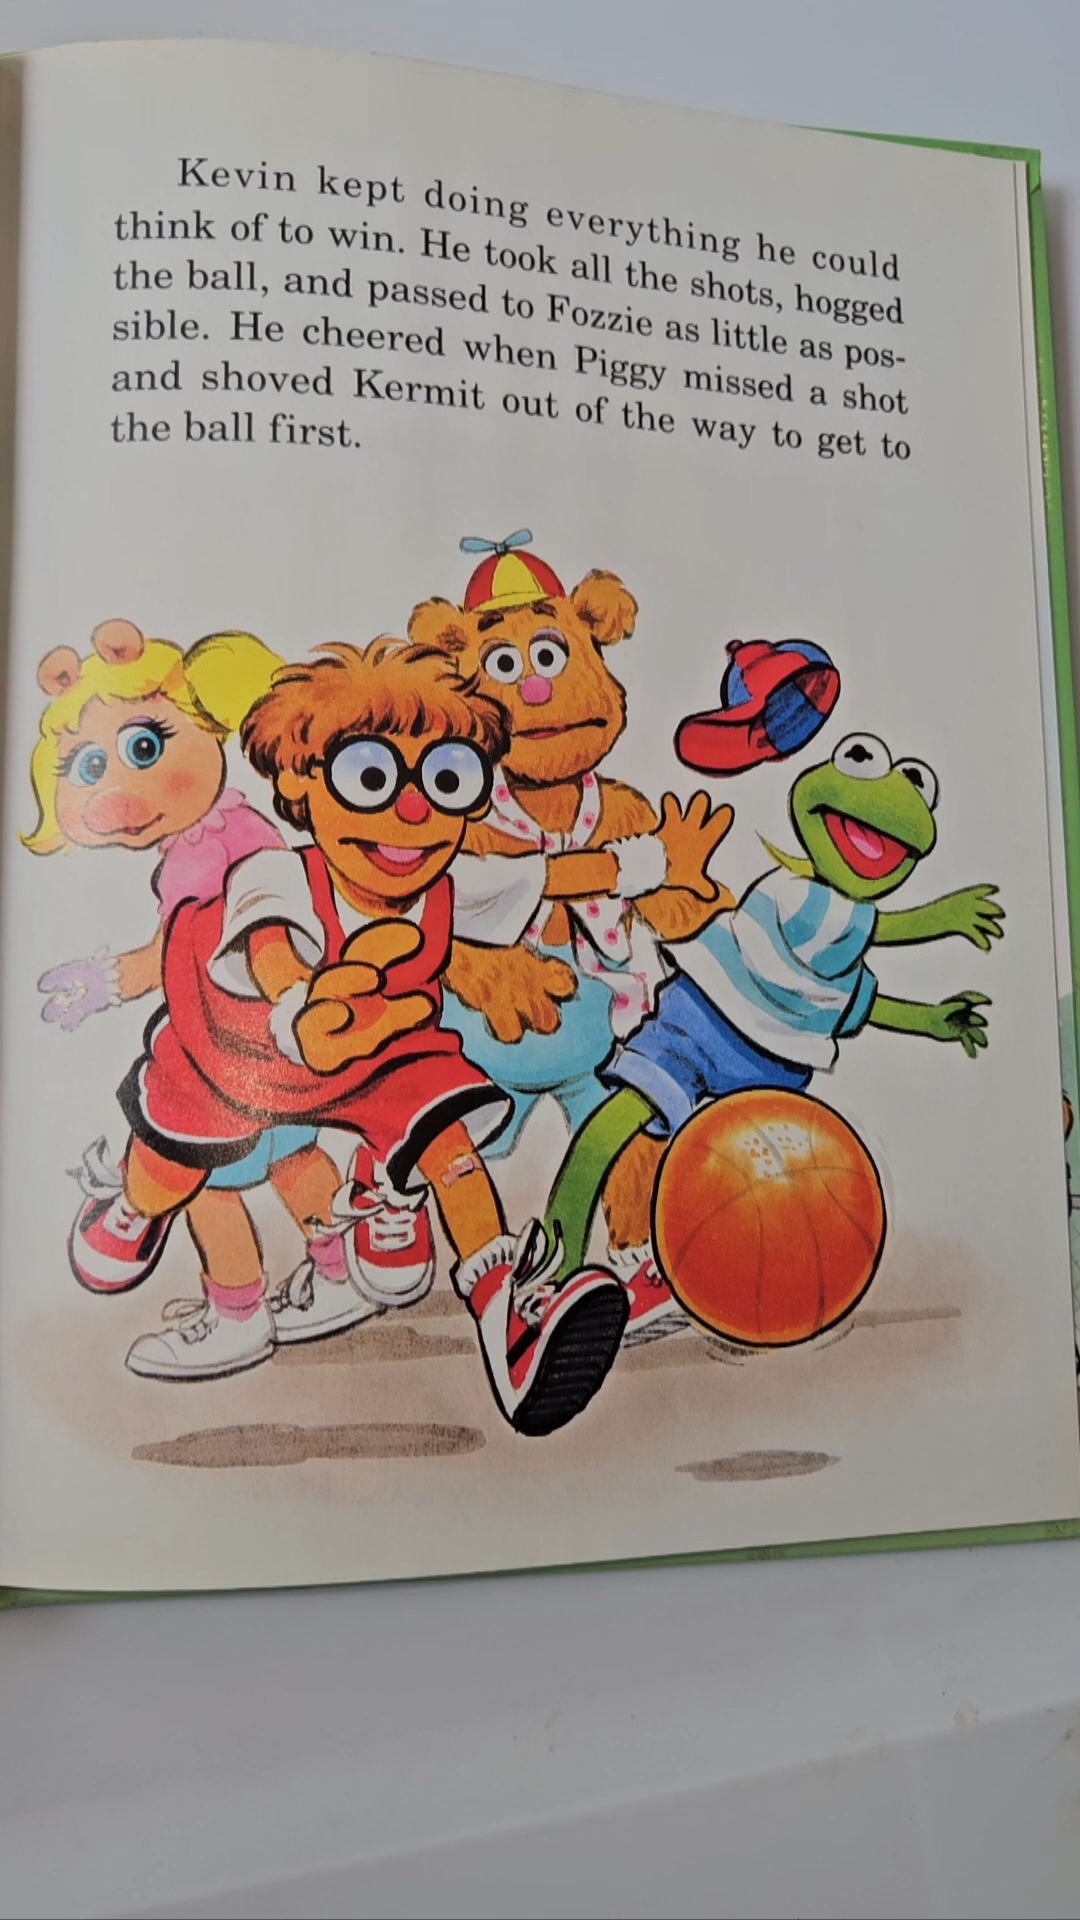 Kevin kept doing everything he could
think of to win. He took all the shots, hogged
the ball, and passed to Fozzie as little as pos-
sible. He cheered when Piggy missed a shot
and shoved Kermit out of the way to get to
the ball first.